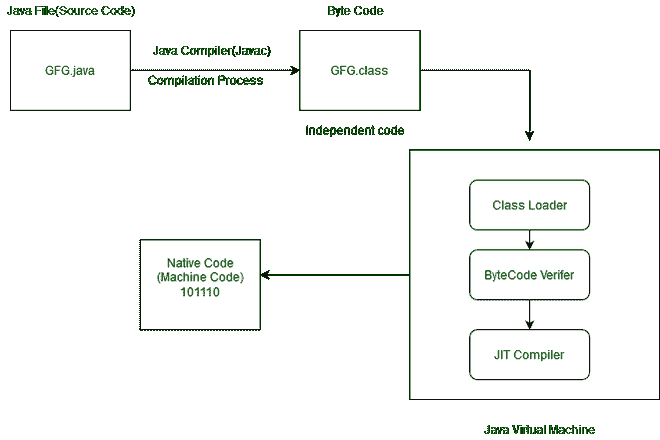 Java File(Source Code)
Byte Code
GFG.java
Java Compiler(Javac)
Compilation Process
GFG.class
Independent code
Class Loader
ByteCode Verifer
JIT Compiler
Java Virtual Machine
Native Code
(Machine Code)
101110